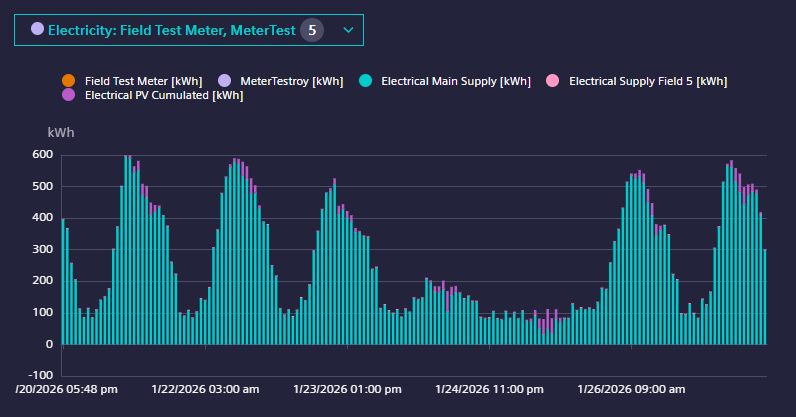 Electricity: Field Test Meter, MeterTest 5
Field Test Meter [kWh] MeterTestroy [kWh] Electrical Main Supply [kWh] Electrical Supply Field 5 [kWh]
Electrical PV Cumulated [kWh]
kWh
600
500
400
300
200
100
0
-100
/20/2026 05:48 pm 1/22/2026 03:00 am 1/23/2026 01:00 pm 1/24/2026 11:00 pm 1/26/2026 09:00 am